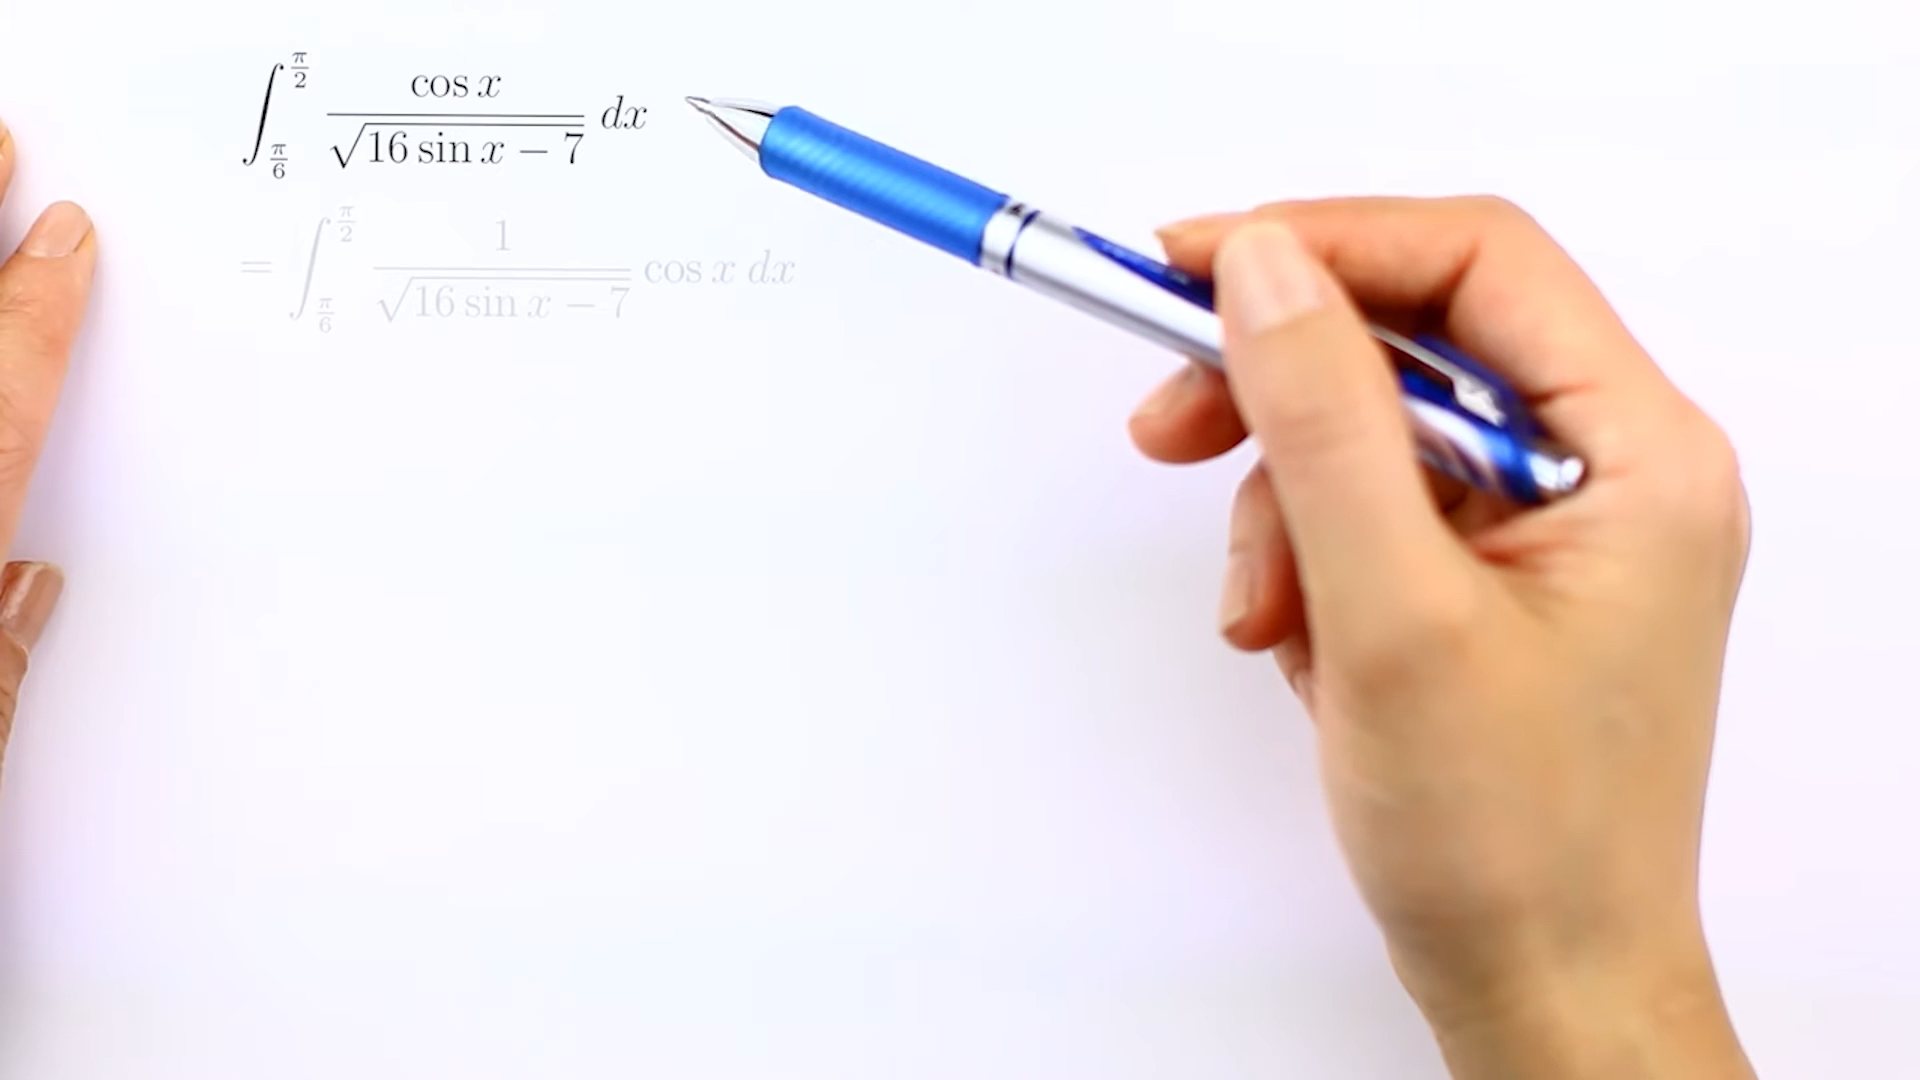 ∫_{π/6}^{π/2} cos x / √(16 sin x − 7) dx
= ∫_{π/6}^{π/2} 1 / √(16 sin x − 7) cos x dx